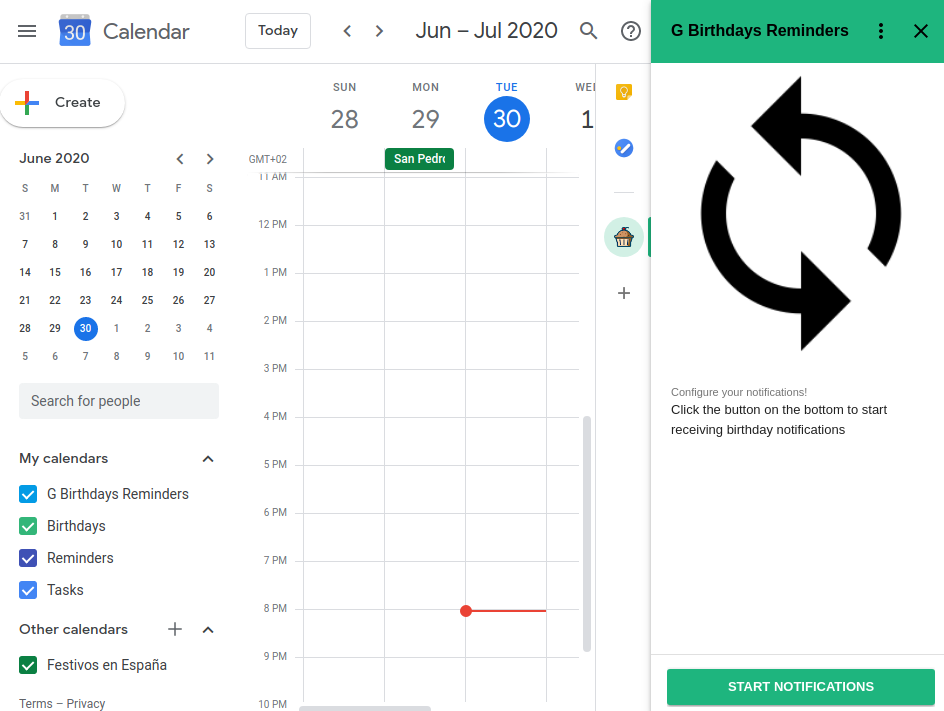 30 Calendar
Today
Jun – Jul 2020
Create
June 2020
S M T W T F S
31 1 2 3 4 5 6
7 8 9 10 11 12 13
14 15 16 17 18 19 20
21 22 23 24 25 26 27
28 29 30 1 2 3 4
5 6 7 8 9 10 11
Search for people
My calendars
G Birthdays Reminders
Birthdays
Reminders
Tasks
Other calendars
Festivos en España
Terms – Privacy
SUN MON TUE WE
28 29 30 1
GMT+02
San Pedr
11 AM
12 PM
1 PM
2 PM
3 PM
4 PM
5 PM
6 PM
7 PM
8 PM
9 PM
10 PM
G Birthdays Reminders
Configure your notifications!
Click the button on the bottom to start
receiving birthday notifications
START NOTIFICATIONS